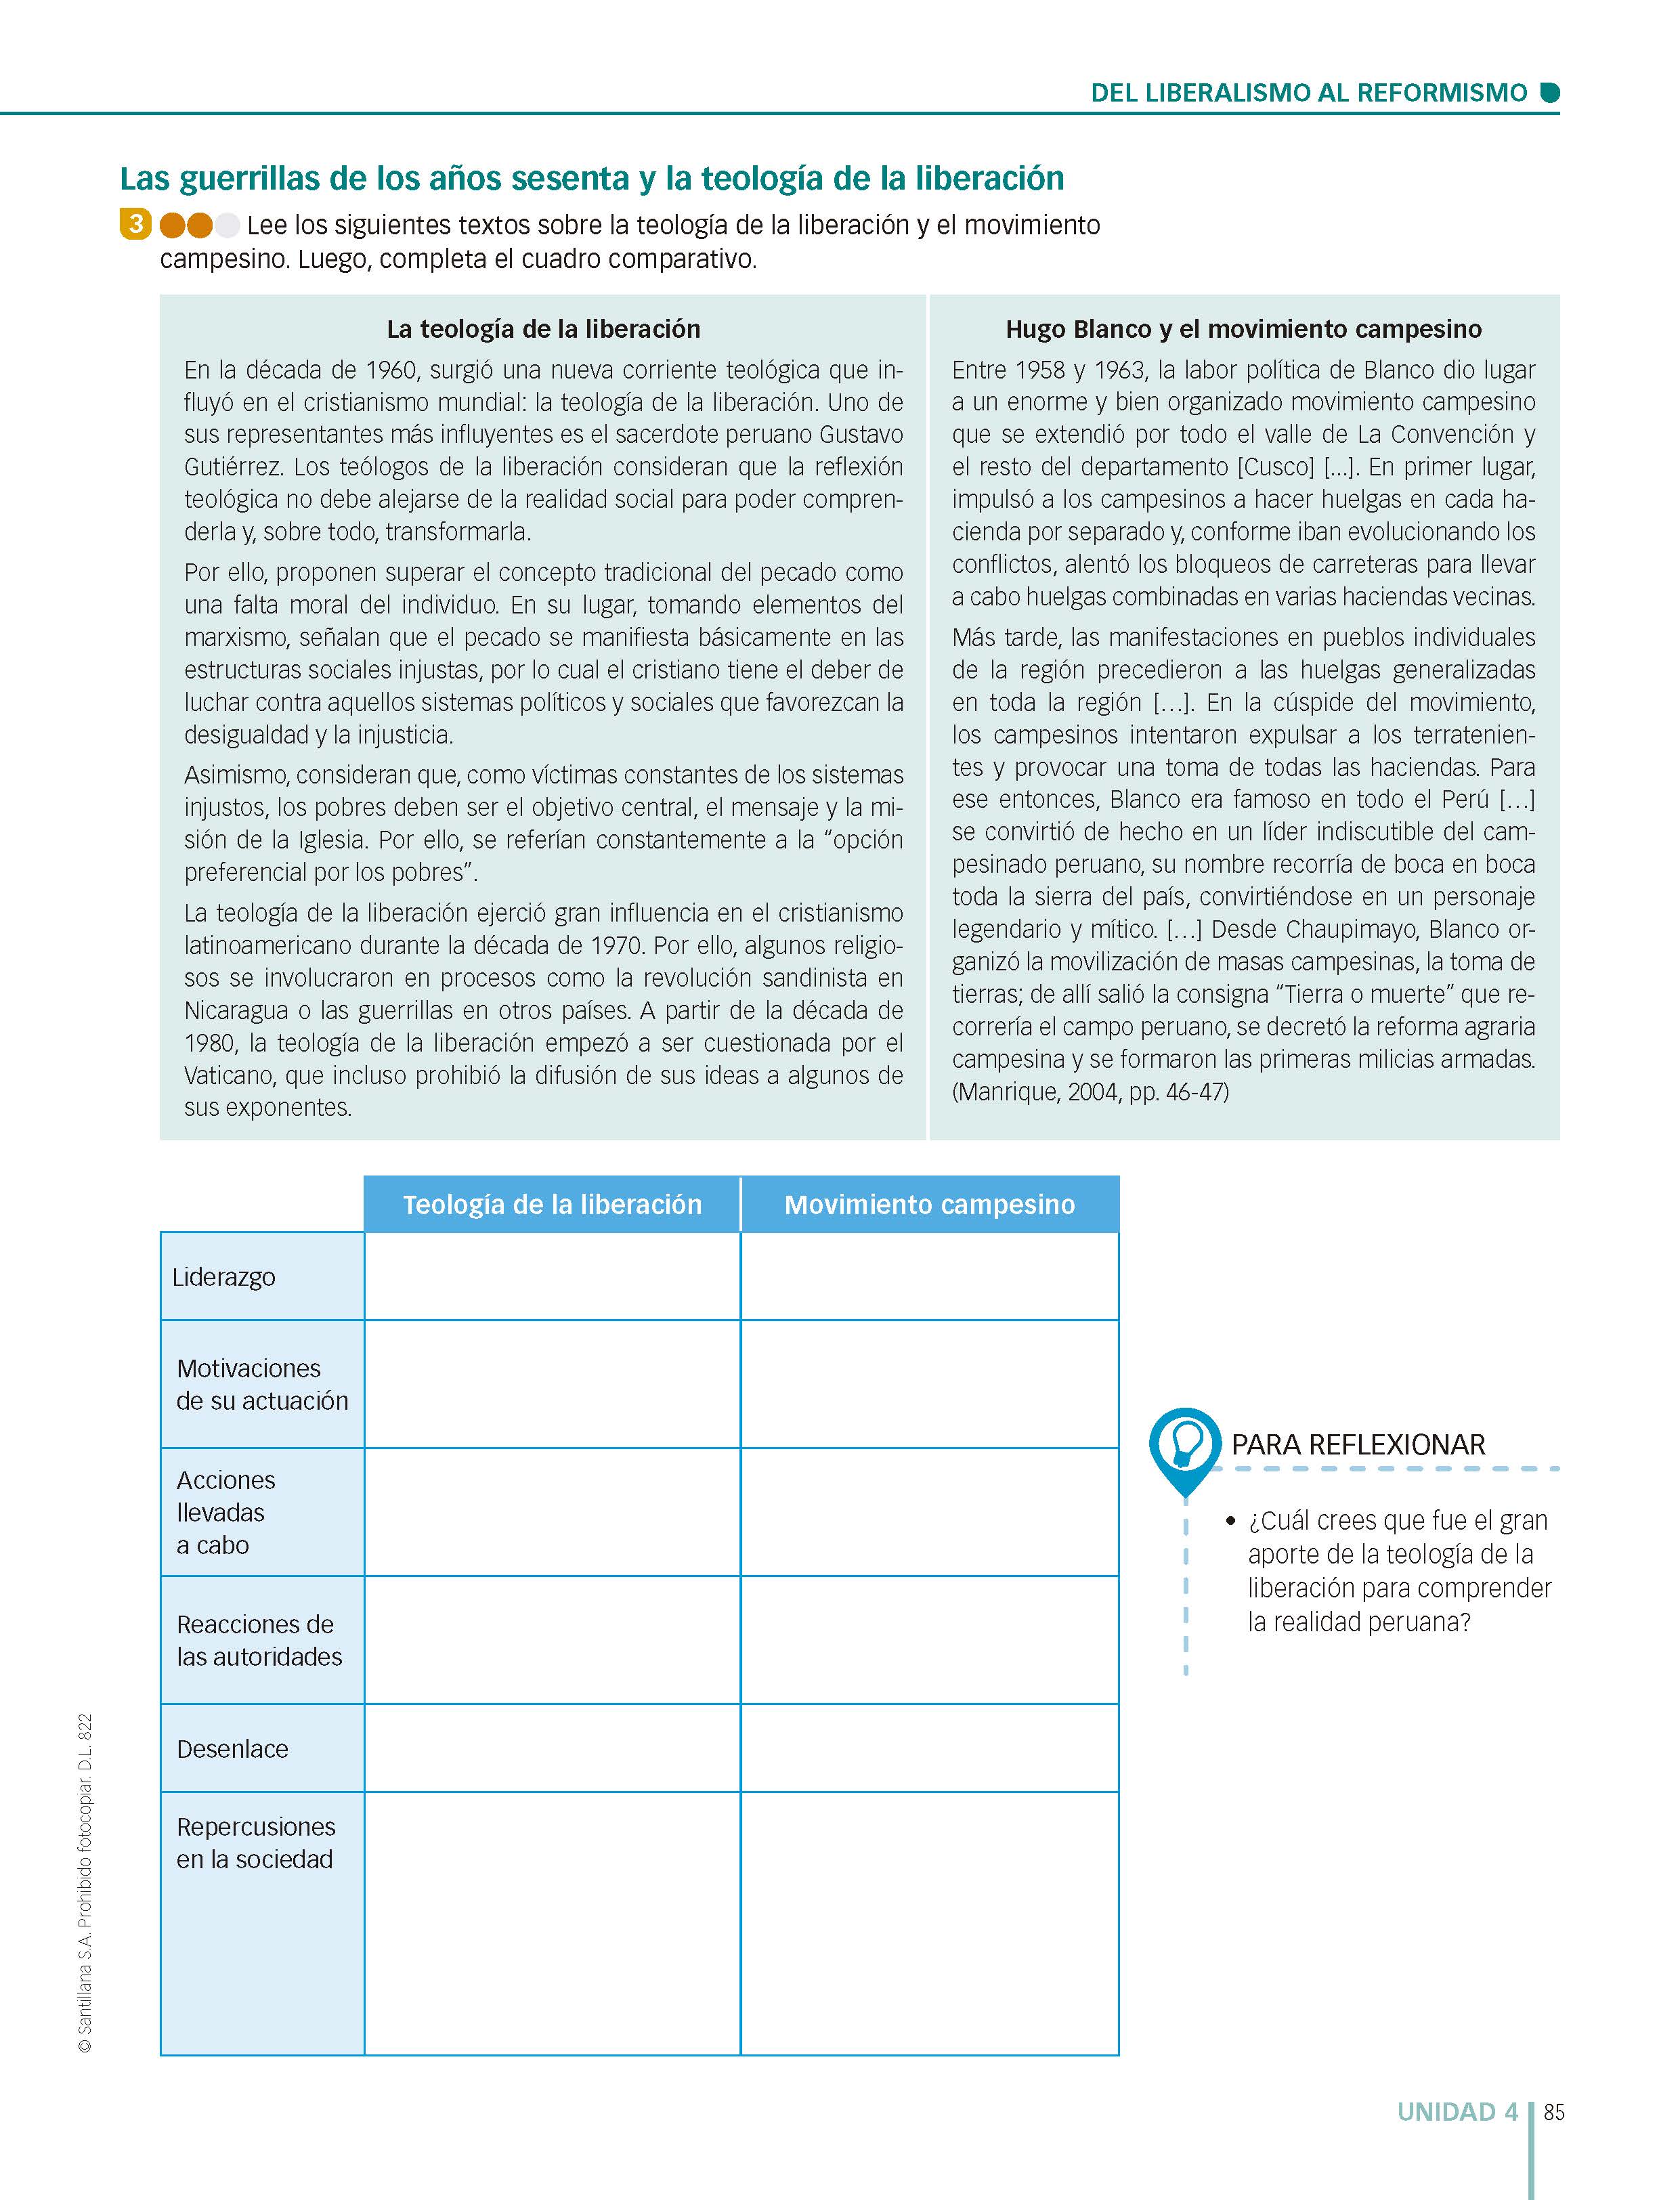 DEL LIBERALISMO AL REFORMISMO
Las guerrillas de los años sesenta y la teología de la liberación
3 Lee los siguientes textos sobre la teología de la liberación y el movimiento
campesino. Luego, completa el cuadro comparativo.
La teología de la liberación
En la década de 1960, surgió una nueva corriente teológica que in-
fluyó en el cristianismo mundial: la teología de la liberación. Uno de
sus representantes más influyentes es el sacerdote peruano Gustavo
Gutiérrez. Los teólogos de la liberación consideran que la reflexión
teológica no debe alejarse de la realidad social para poder compren-
derla y, sobre todo, transformarla.
Por ello, proponen superar el concepto tradicional del pecado como
una falta moral del individuo. En su lugar, tomando elementos del
marxismo, señalan que el pecado se manifiesta básicamente en las
estructuras sociales injustas, por lo cual el cristiano tiene el deber de
luchar contra aquellos sistemas políticos y sociales que favorezcan la
desigualdad y la injusticia.
Asimismo, consideran que, como víctimas constantes de los sistemas
injustos, los pobres deben ser el objetivo central, el mensaje y la mi-
sión de la Iglesia. Por ello, se referían constantemente a la “opción
preferencial por los pobres”.
La teología de la liberación ejerció gran influencia en el cristianismo
latinoamericano durante la década de 1970. Por ello, algunos religio-
sos se involucraron en procesos como la revolución sandinista en
Nicaragua o las guerrillas en otros países. A partir de la década de
1980, la teología de la liberación empezó a ser cuestionada por el
Vaticano, que incluso prohibió la difusión de sus ideas a algunos de
sus exponentes.
Hugo Blanco y el movimiento campesino
Entre 1958 y 1963, la labor política de Blanco dio lugar
a un enorme y bien organizado movimiento campesino
que se extendió por todo el valle de La Convención y
el resto del departamento [Cusco] [...]. En primer lugar,
impulsó a los campesinos a hacer huelgas en cada ha-
cienda por separado y, conforme iban evolucionando los
conflictos, alentó los bloqueos de carreteras para llevar
a cabo huelgas combinadas en varias haciendas vecinas.
Más tarde, las manifestaciones en pueblos individuales
de la región precedieron a las huelgas generalizadas
en toda la región […]. En la cúspide del movimiento,
los campesinos intentaron expulsar a los terratenien-
tes y provocar una toma de todas las haciendas. Para
ese entonces, Blanco era famoso en todo el Perú […]
se convirtió de hecho en un líder indiscutible del cam-
pesinado peruano, su nombre recorría de boca en boca
toda la sierra del país, convirtiéndose en un personaje
legendario y mítico. […] Desde Chaupimayo, Blanco or-
ganizó la movilización de masas campesinas, la toma de
tierras; de allí salió la consigna “Tierra o muerte” que re-
correría el campo peruano, se decretó la reforma agraria
campesina y se formaron las primeras milicias armadas.
(Manrique, 2004, pp. 46-47)
Teología de la liberación
Movimiento campesino
Liderazgo
Motivaciones
de su actuación
Acciones
llevadas
a cabo
Reacciones de
las autoridades
Desenlace
Repercusiones
en la sociedad
PARA REFLEXIONAR
• ¿Cuál crees que fue el gran
aporte de la teología de la
liberación para comprender
la realidad peruana?
© Santillana S.A. Prohibido fotocopiar. D.L. 822
UNIDAD 4 85